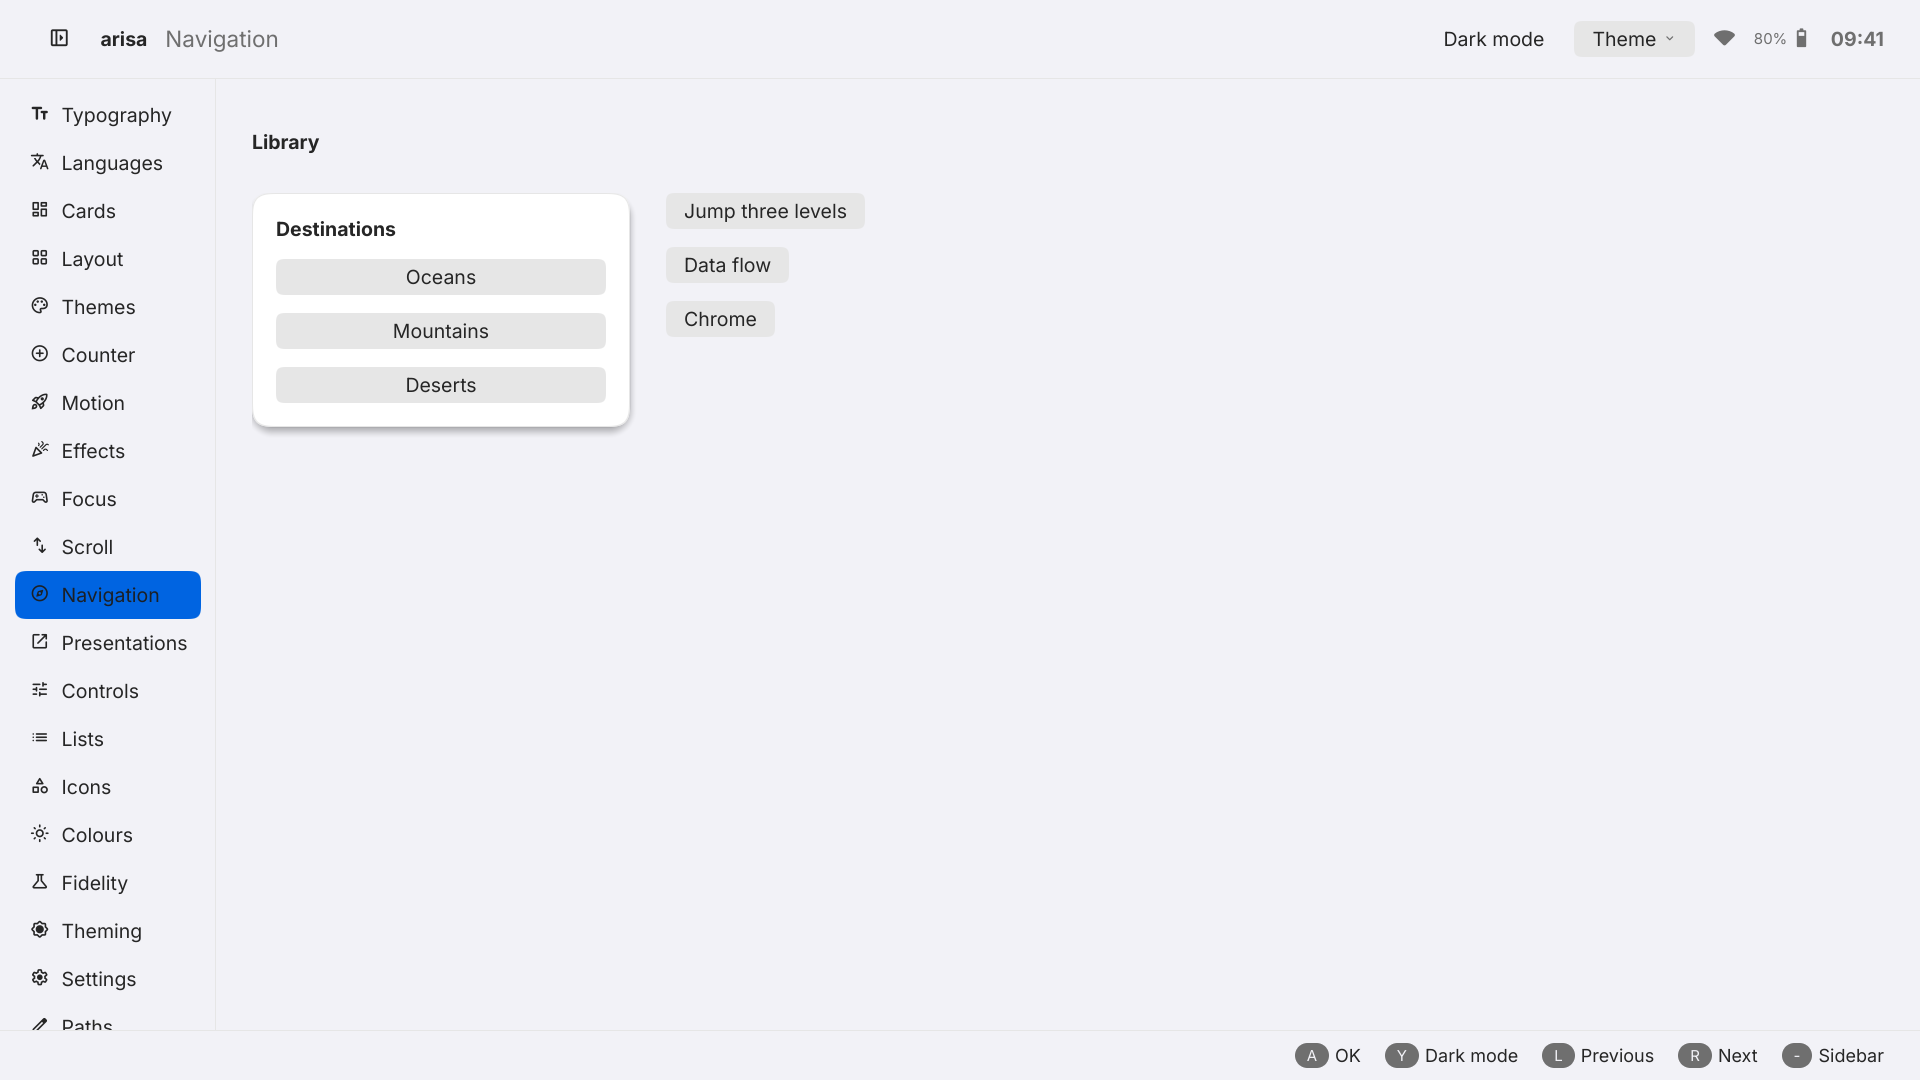 arisa Navigation
Dark mode
Theme
80%
09:41
Typography
Languages
Cards
Layout
Themes
Counter
Motion
Effects
Focus
Scroll
Navigation
Presentations
Controls
Lists
Icons
Colours
Fidelity
Theming
Settings
Paths
Library
Destinations
Oceans
Mountains
Deserts
Jump three levels
Data flow
Chrome
A OK
Y Dark mode
L Previous
R Next
- Sidebar